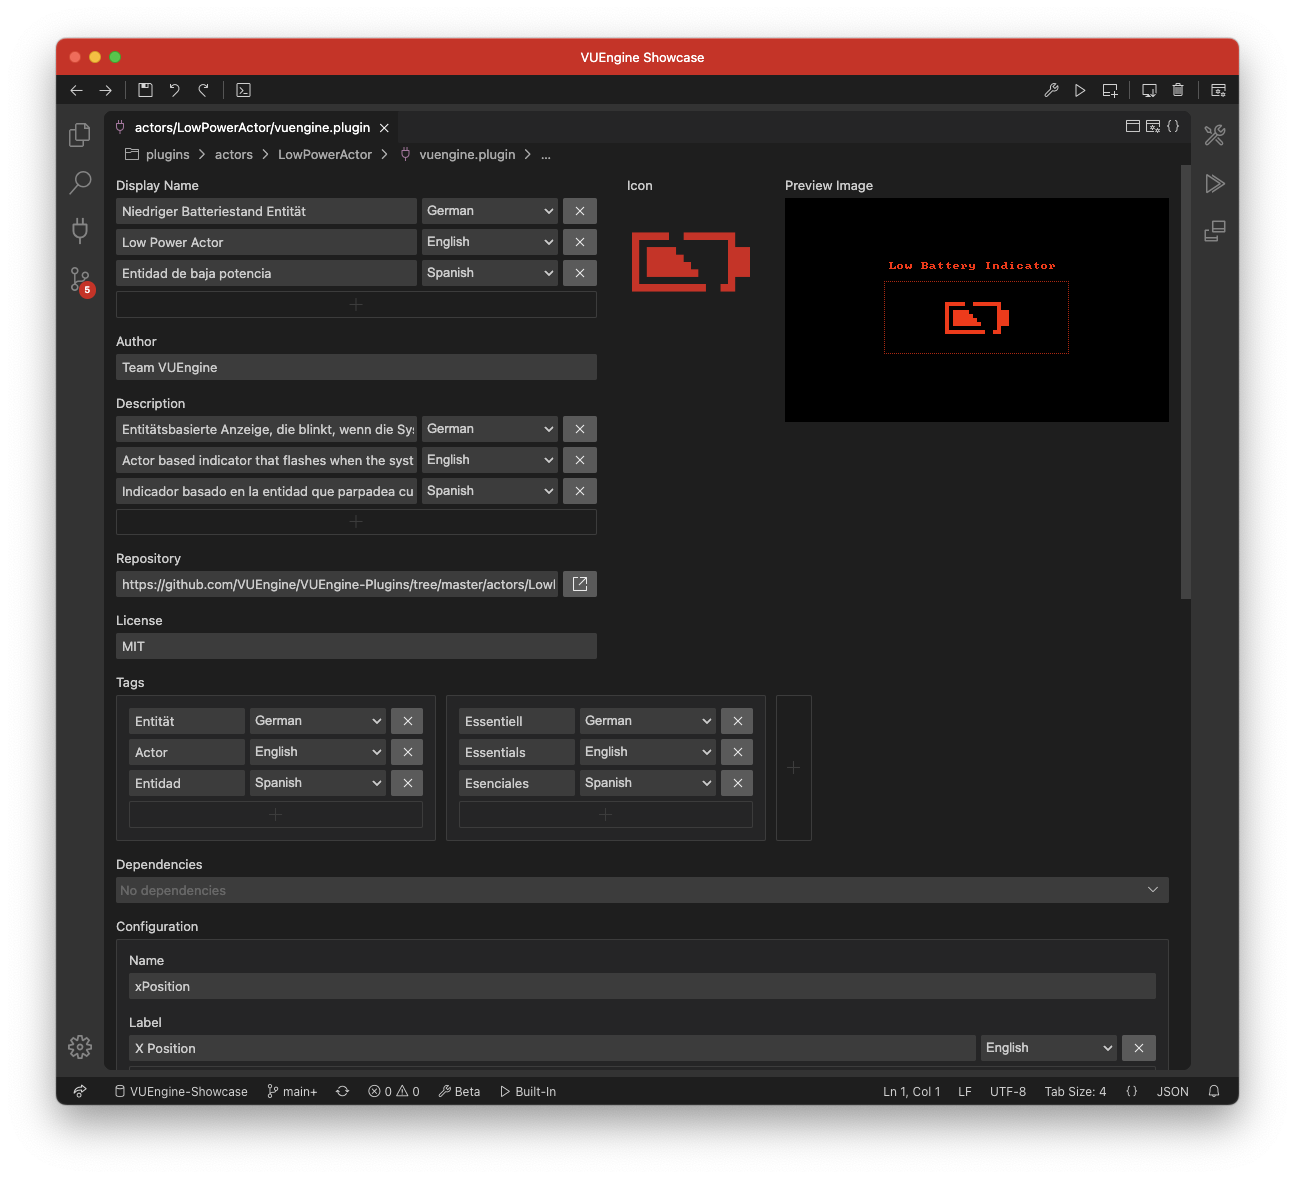 VUEngine Showcase
actors/LowPowerActor/vuengine.plugin
plugins > actors > LowPowerActor > vuengine.plugin > ...
Display Name
Niedriger Batteriestand Entität German
Low Power Actor English
Entidad de baja potencia Spanish
Icon
Preview Image
Low Battery Indicator
Author
Team VUEngine
Description
Entitätsbasierte Anzeige, die blinkt, wenn die Sy German
Actor based indicator that flashes when the syst English
Indicador basado en la entidad que parpadea cu Spanish
Repository
https://github.com/VUEngine/VUEngine-Plugins/tree/master/actors/Low
License
MIT
Tags
Entität German
Actor English
Entidad Spanish
Essentiell German
Essentials English
Esenciales Spanish
Dependencies
No dependencies
Configuration
Name
xPosition
Label
X Position English
5
VUEngine-Showcase main+ 0 0 Beta Built-In Ln 1, Col 1 LF UTF-8 Tab Size: 4 {} JSON